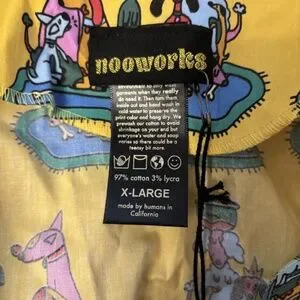 nooworks
environment to only wash your
garments when they really
do need it. Then turn them
inside out and hand wash in
cold water to preserve the
print color and hang dry. We
prewash our cotton to avoid
shrinkage on your end but
everyone's water and soap
varies so there could be a
teensy bit more.
97% cotton 3% lycra
X-LARGE
made by humans in
California